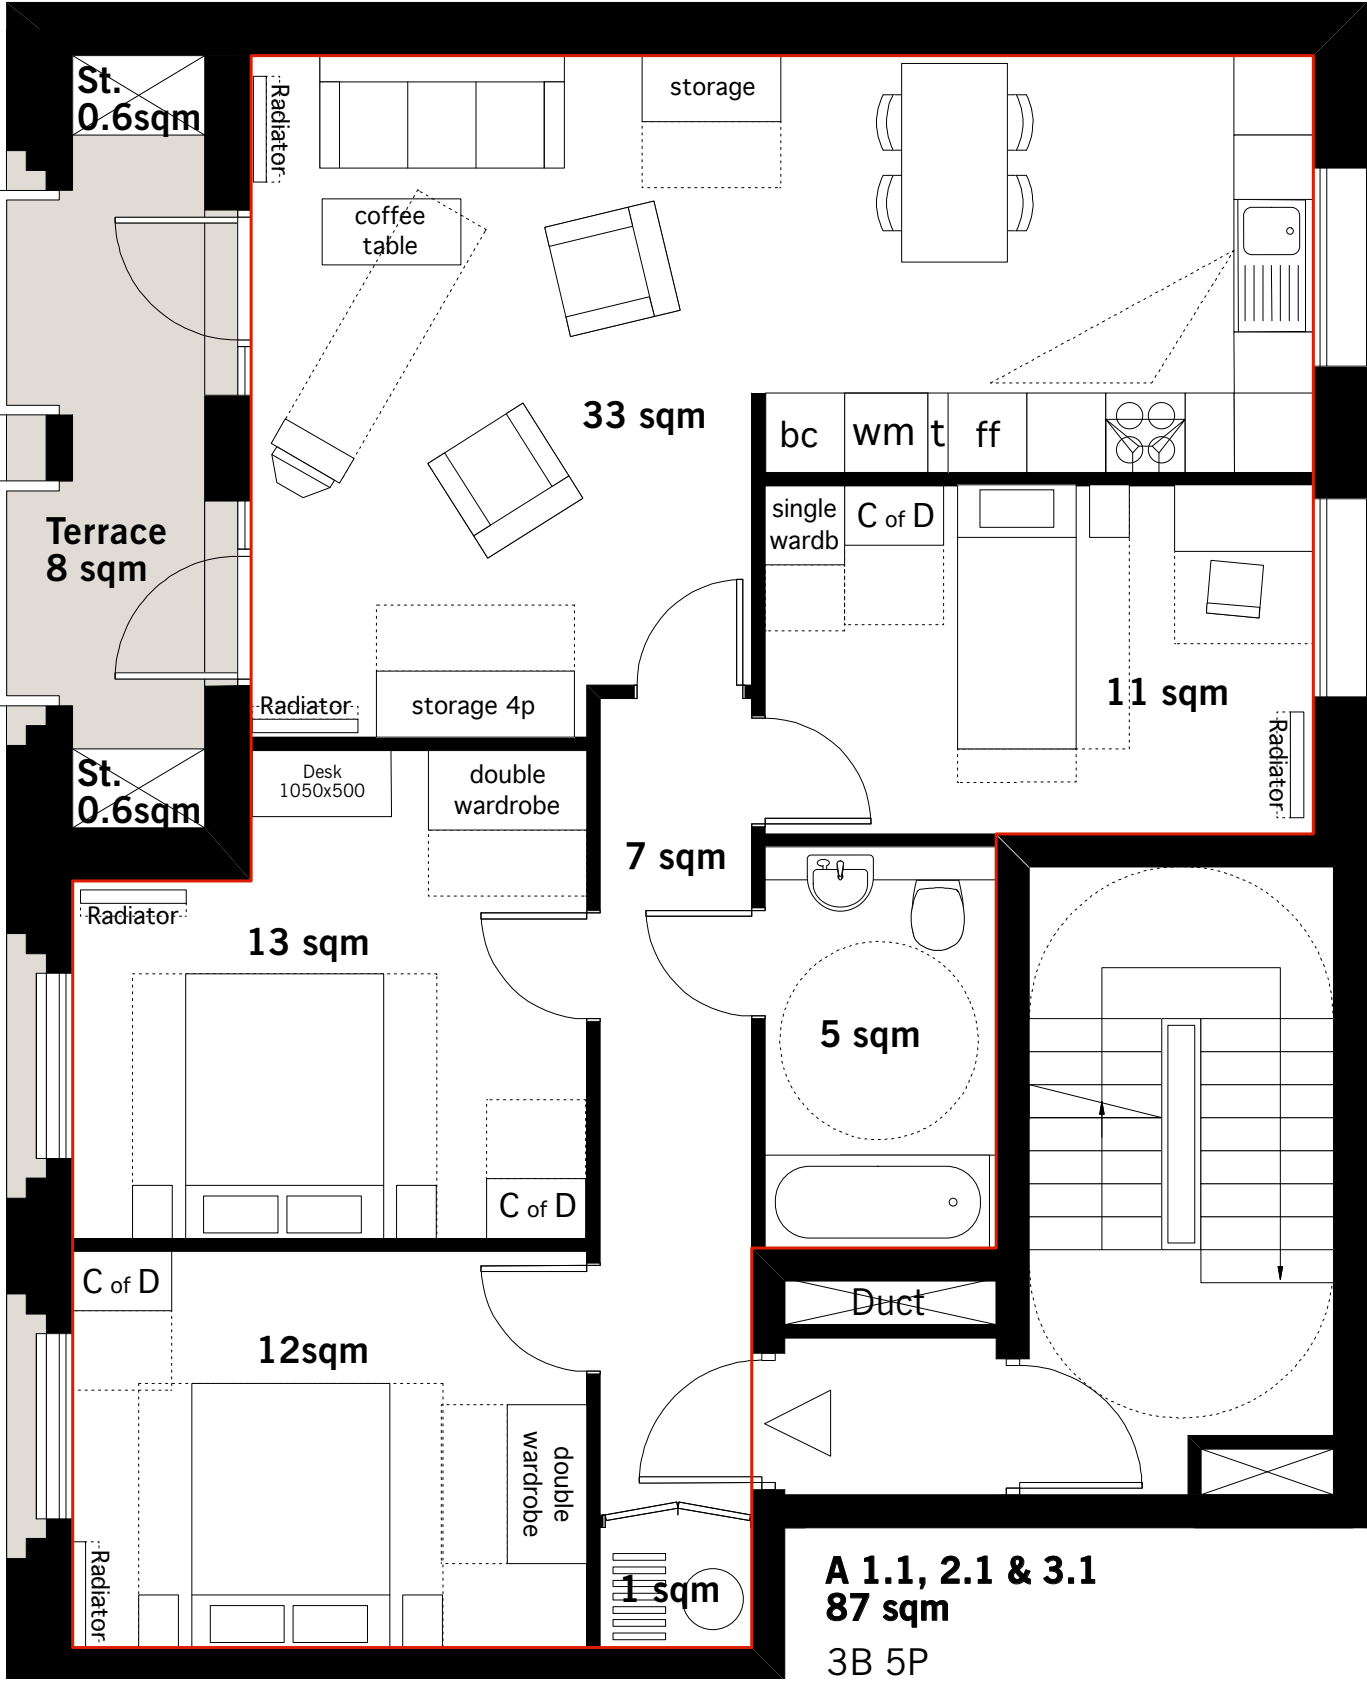 St.
0.6sqm
Radiator
storage
coffee
table
33 sqm
bc
wm
t
ff
single
wardb
C of D
Terrace
8 sqm
11 sqm
Radiator
storage 4p
Radiator
St.
0.6sqm
Desk
1050x500
double
wardrobe
7 sqm
Radiator
13 sqm
5 sqm
C of D
C of D
Duct
12sqm
double
wardrobe
Radiator
1 sqm
A 1.1, 2.1 & 3.1
87 sqm
3B 5P